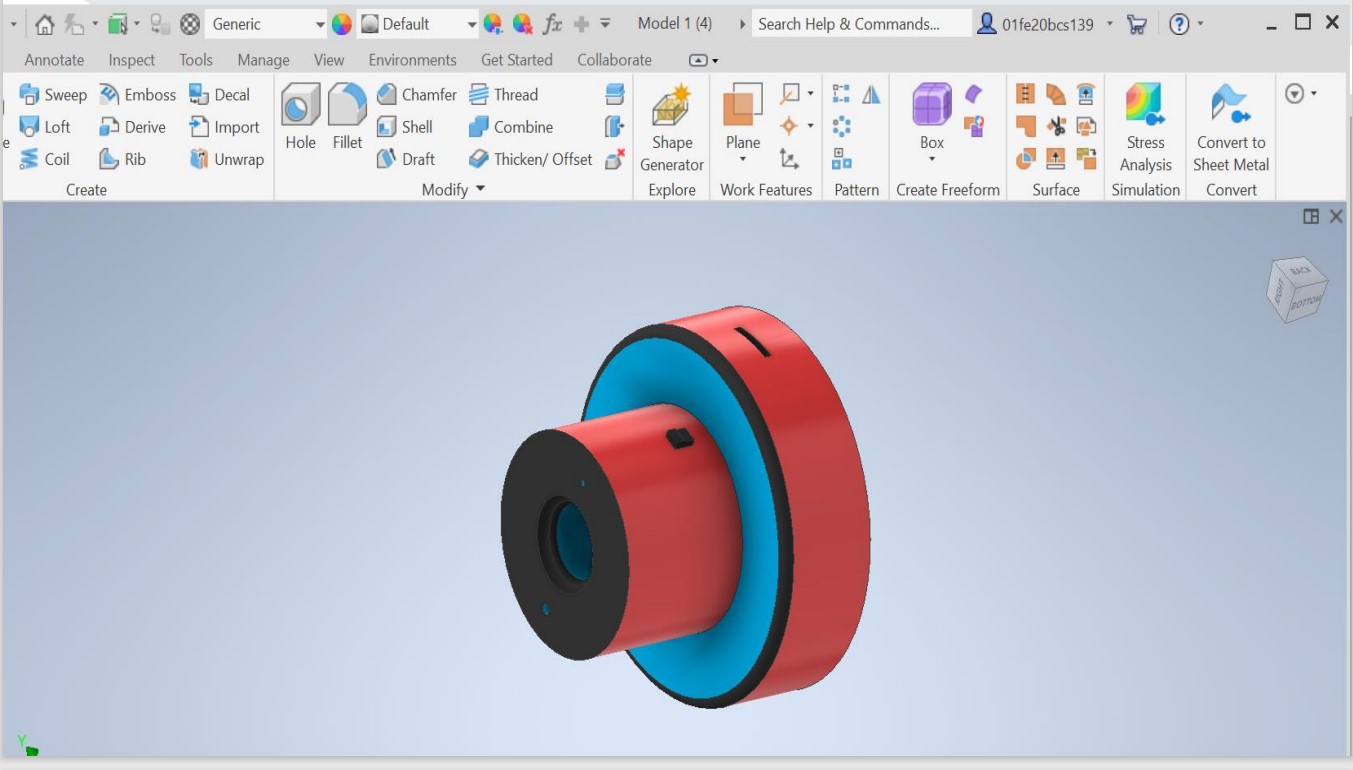 Generic Default fx Model 1 (4) Search Help & Commands... 01fe20bcs139
Annotate Inspect Tools Manage View Environments Get Started Collaborate
Sweep Emboss Decal Chamfer Thread
e Loft Derive Import Hole Fillet Shell Combine Shape Plane Box Stress Convert to
Coil Rib Unwrap Draft Thicken/ Offset Generator Analysis Sheet Metal
Create Modify Explore Work Features Pattern Create Freeform Surface Simulation Convert
BACK
RIGHT BOTTOM
Y